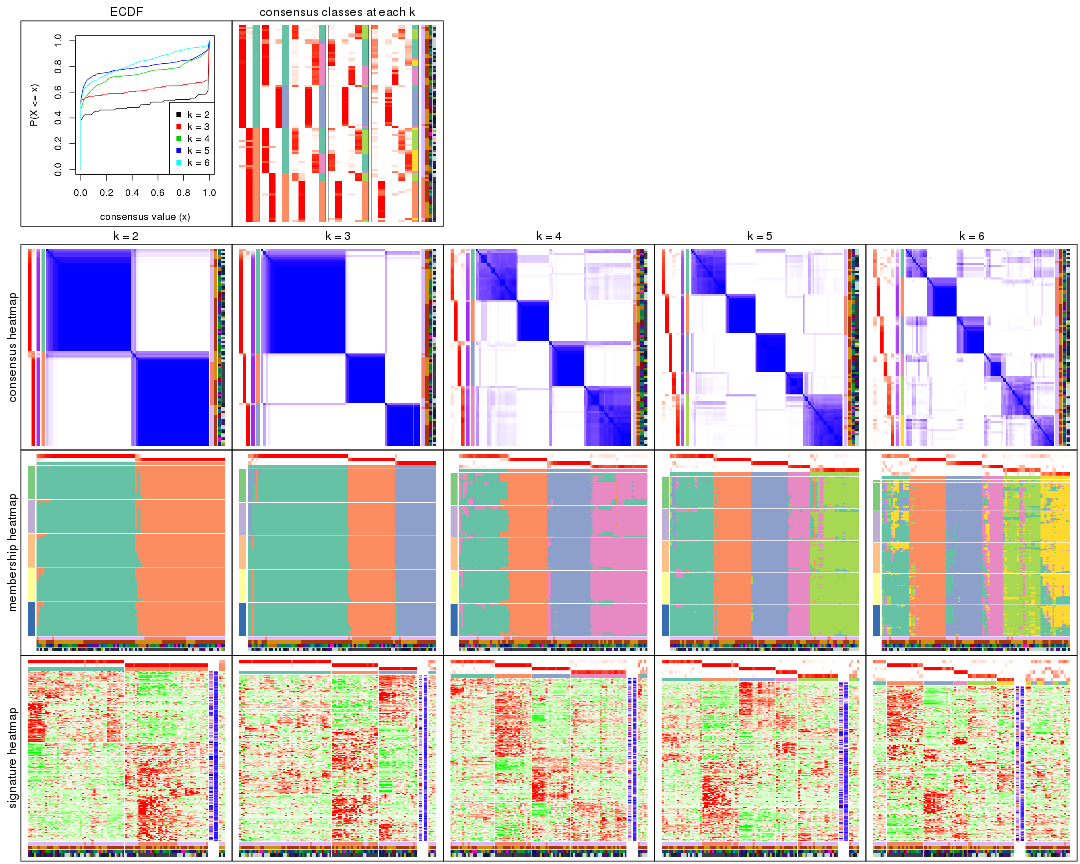 ECDF
consensus classes at each k
P(X <= x)
1.0
0.8
0.6
0.4
0.2
0.0
k = 2
k = 3
k = 4
k = 5
k = 6
0.0 0.2 0.4 0.6 0.8 1.0
consensus value (x)
k = 2
k = 3
k = 4
k = 5
k = 6
consensus heatmap
membership heatmap
signature heatmap